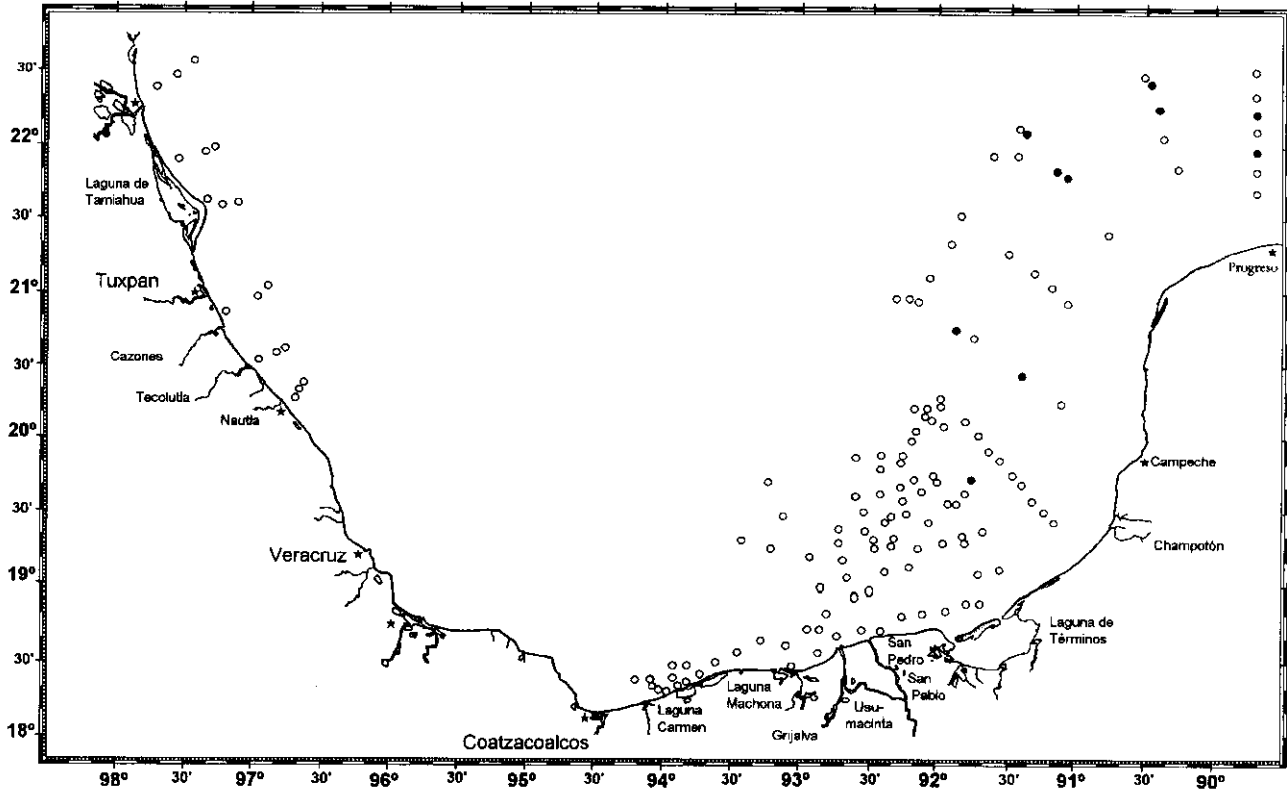 30'
22º
Laguna de
Tamiahua
30'
Progreso
Tuxpan
21º
Cazones
30'
Tecolutla
Nautla
20º
Campeche
30'
Champotón
Veracruz
19º
Laguna de
Términos
San
Pedro
30'
San
Pablo
Laguna
Machona
Laguna
Carmen
Usu-
macinta
Grijalva
18º
Coatzacoalcos
98º 30' 97º 30' 96º 30' 95º 30' 94º 30' 93º 30' 92º 30' 91º 30' 90º